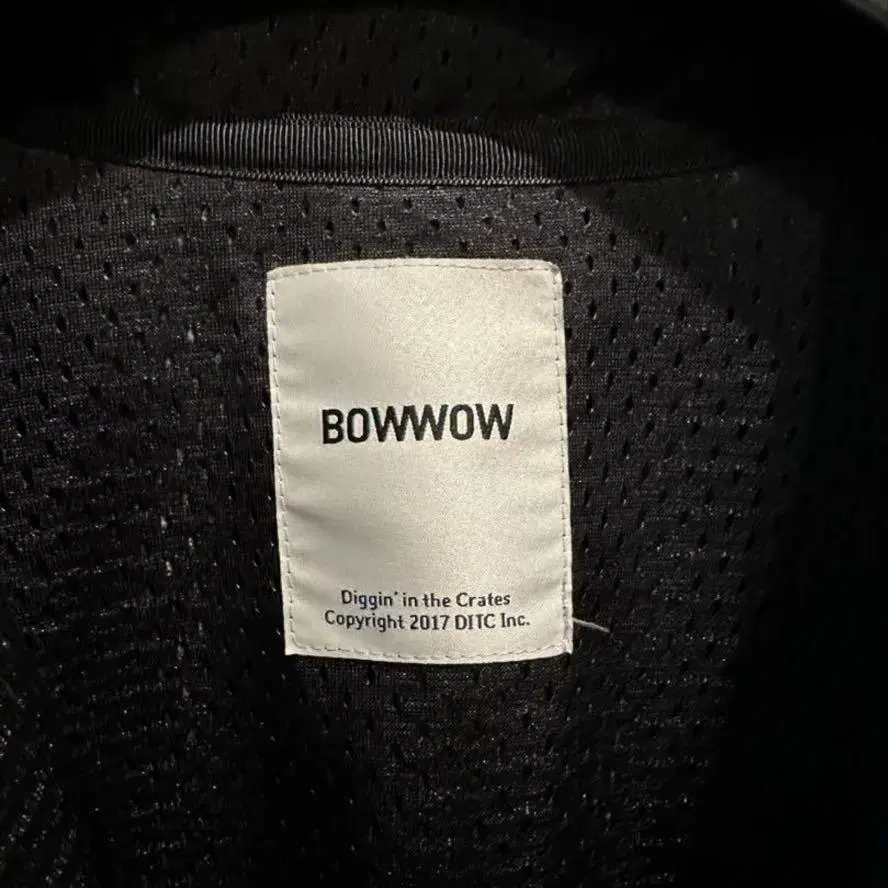 BOWWOW
Diggin' in the Crates
Copyright 2017 DITC Inc.